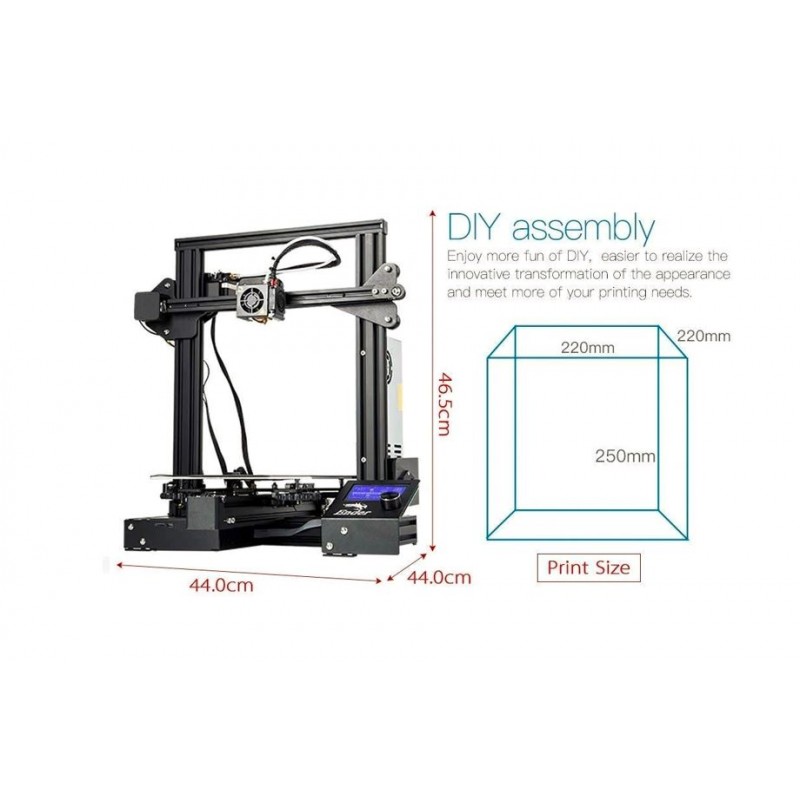 DIY assembly
Enjoy more fun of DIY, easier to realize the
innovative transformation of the appearance
and meet more of your printing needs.
220mm
220mm
250mm
Print Size
46.5cm
44.0cm
44.0cm
Ender